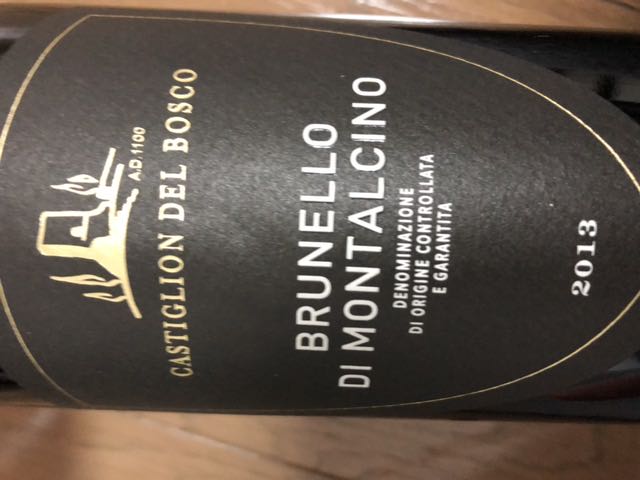 A.D. 1100
CASTIGLION DEL BOSCO
BRUNELLO
DI MONTALCINO
DENOMINAZIONE
DI ORIGINE CONTROLLATA
E GARANTITA
2013